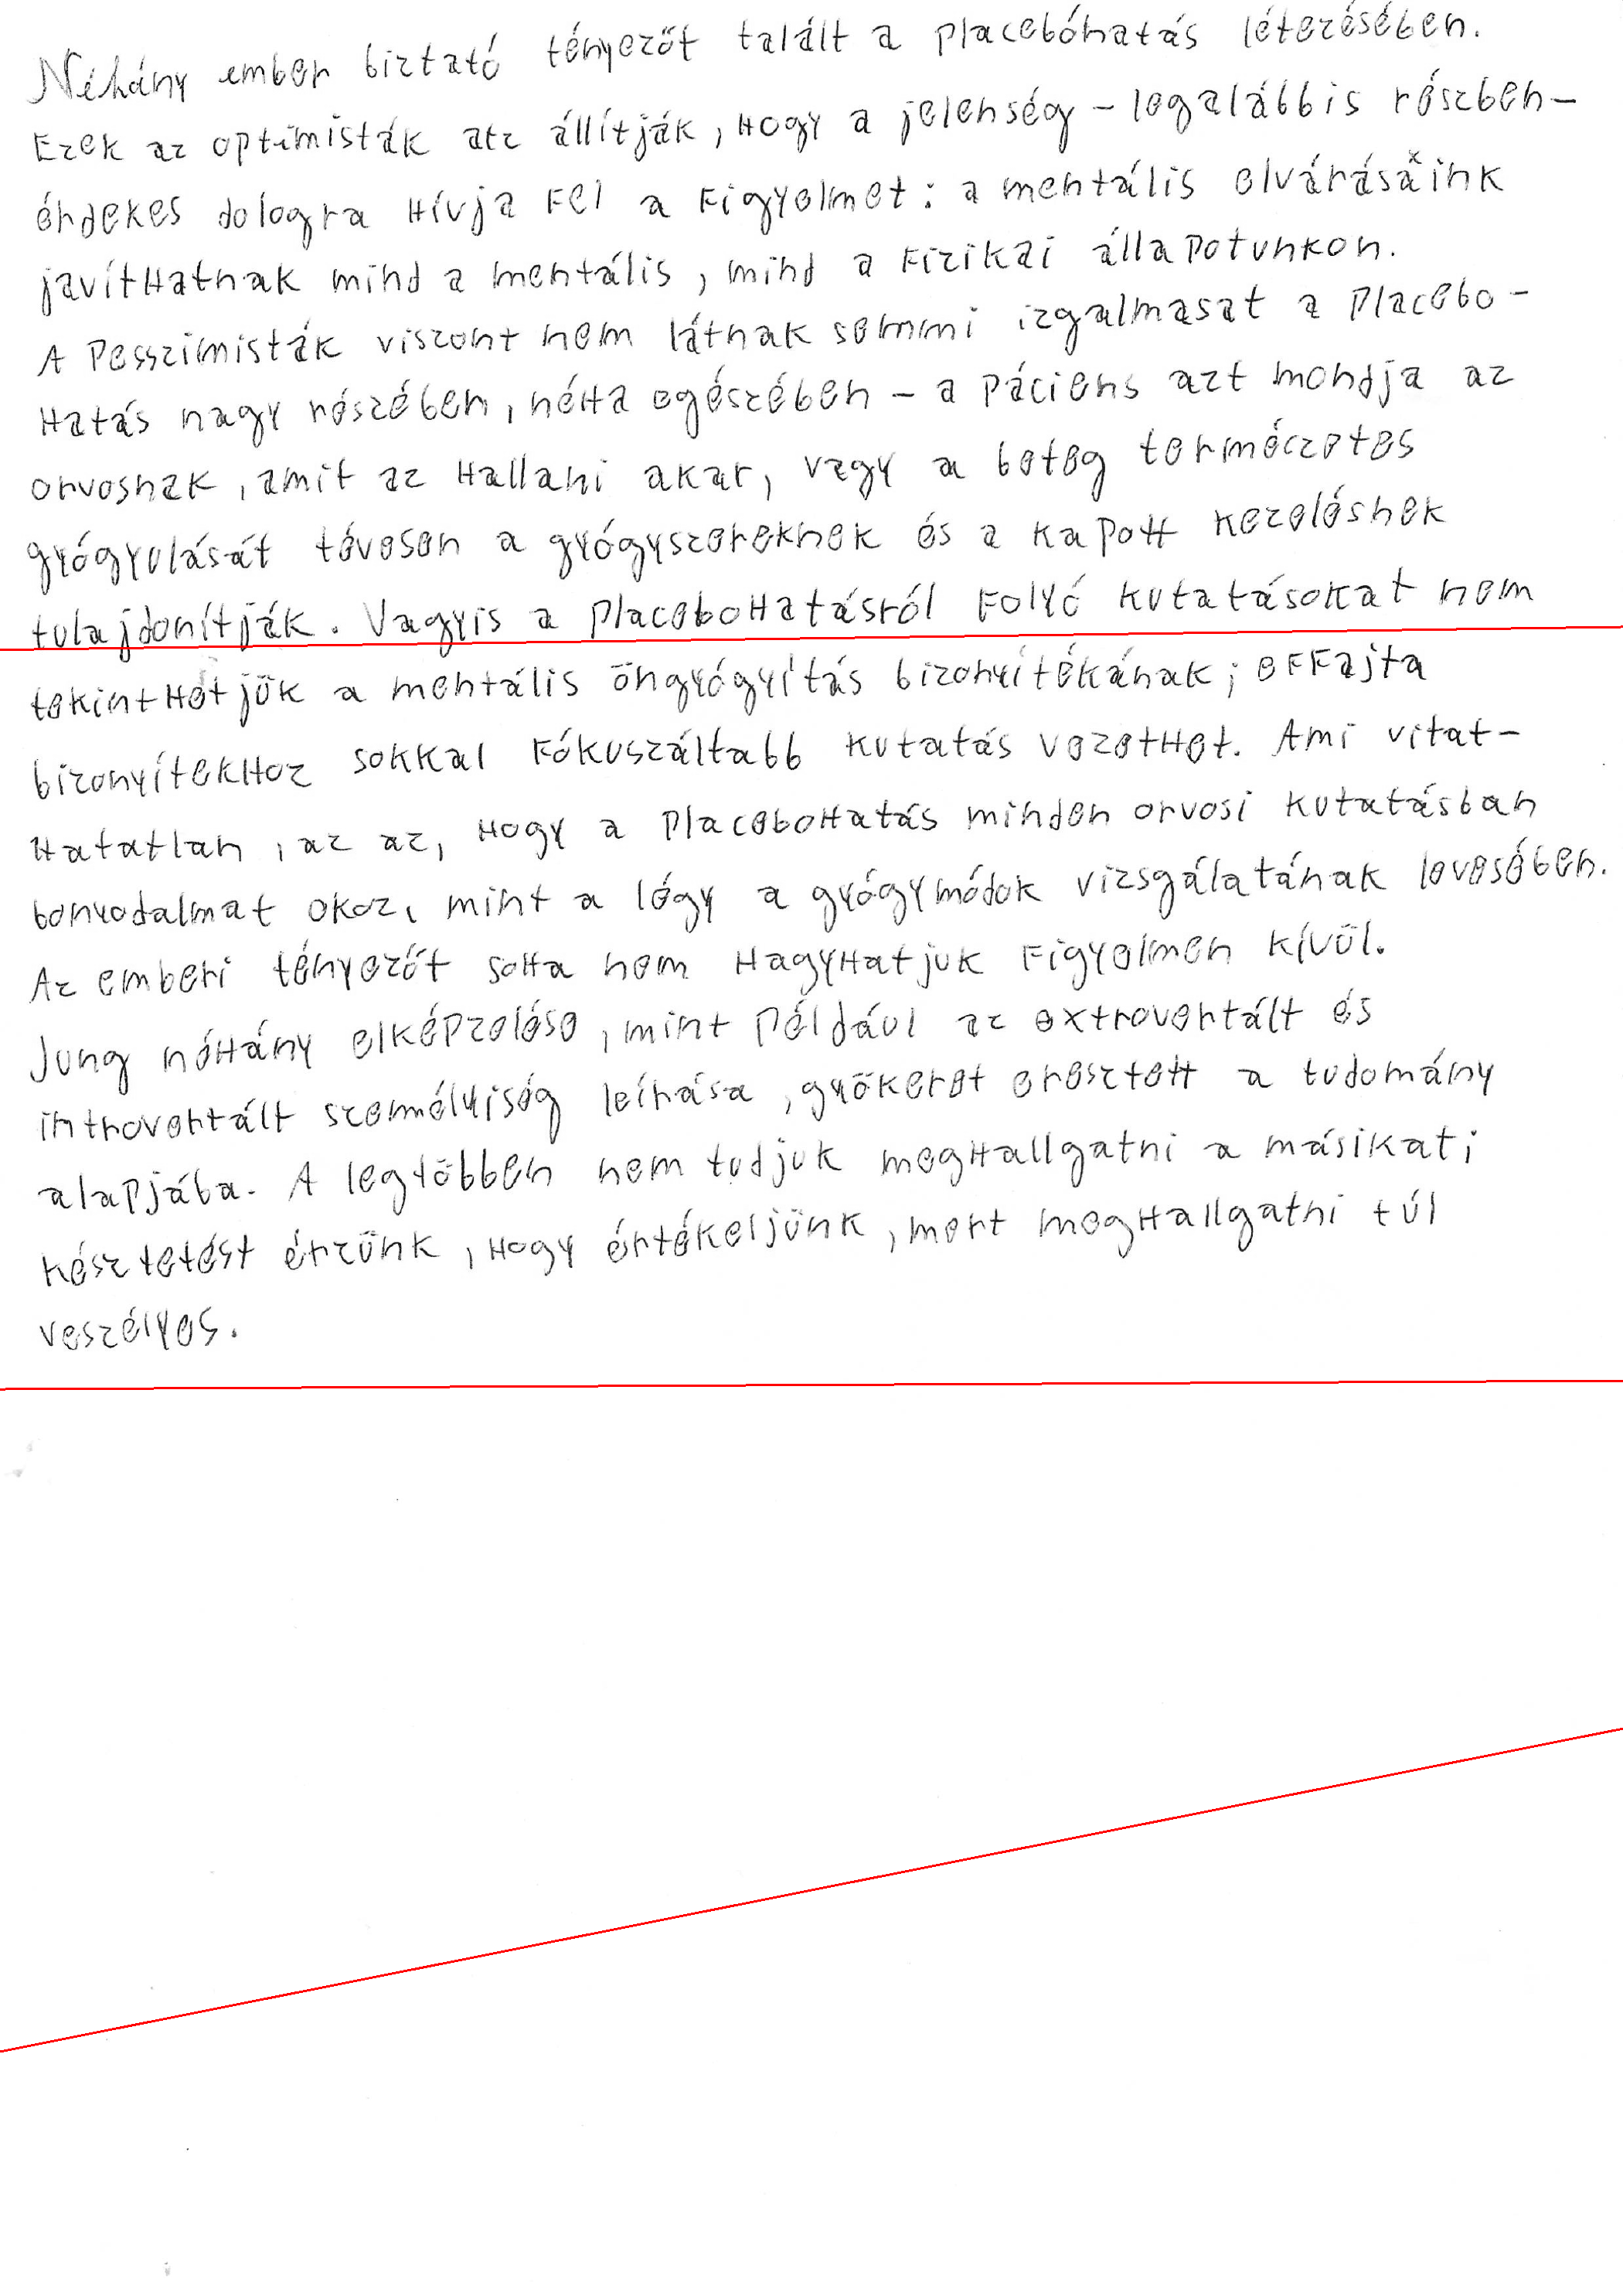 Néhány ember biztató tényezőt talált a placebóhatás létezésében.
Ezek az optimisták azt állítják, hogy a jelenség - legalábbis részben -
érdekes dologra hívja fel a figyelmet: a mentális elvárásaink
javíthatnak mind a mentális, mind a fizikai állapotunkon.
A pesszimisták viszont nem látnak semmi izgalmasat a placebo-
hatás nagy részében, néha egészében - a páciens azt mondja az
orvosnak, amit az hallani akar, vagy a beteg természetes
gyógyulását tévesen a gyógyszereknek és a kapott kezelésnek
tulajdonítják. Vagyis a placebohatásról folyó kutatásokat nem
tekinthetjük a mentális öngyógyítás bizonyítékának; effajta
bizonyítekhoz sokkal fókuszáltabb kutatás vezethet. Ami vitat-
hatatlan, az az, hogy a placebohatás minden orvosi kutatásban
bonyodalmat okoz, mint a légy a gyógymódok vizsgálatának levesében.
Az emberi tényezőt soha nem hagyhatjuk figyelmen kívül.
Jung néhány elképzelése, mint például az extrovertált és
introvertált személyiség leírása, gyökeret eresztett a tudomány
alapjába. A legtöbben nem tudjuk meghallgatni a másikat;
késztetést érzünk, hogy értékeljünk, mert meghallgatni túl
veszélyes.